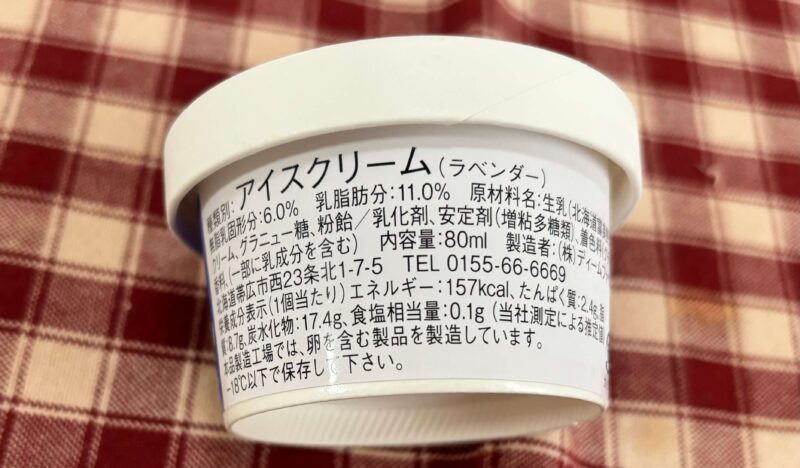 種類別:アイスクリーム(ラベンダー)
無脂乳固形分:6.0% 乳脂肪分:11.0% 原材料名:生乳(北海道
クリーム、グラニュー糖、粉飴/乳化剤、安定剤(増粘多糖類)、着色料
料、(一部に乳成分を含む) 内容量:80ml 製造者:(株)ディームファ
北海道帯広市西23条北1-7-5 TEL 0155-66-6669
栄養成分表示(1個当たり)エネルギー:157kcal、たんぱく質:2.4g、脂
質:8.7g、炭水化物:17.4g、食塩相当量:0.1g(当社測定による推定値
本品製造工場では、卵を含む製品を製造しています。
-18℃以下で保存して下さい。